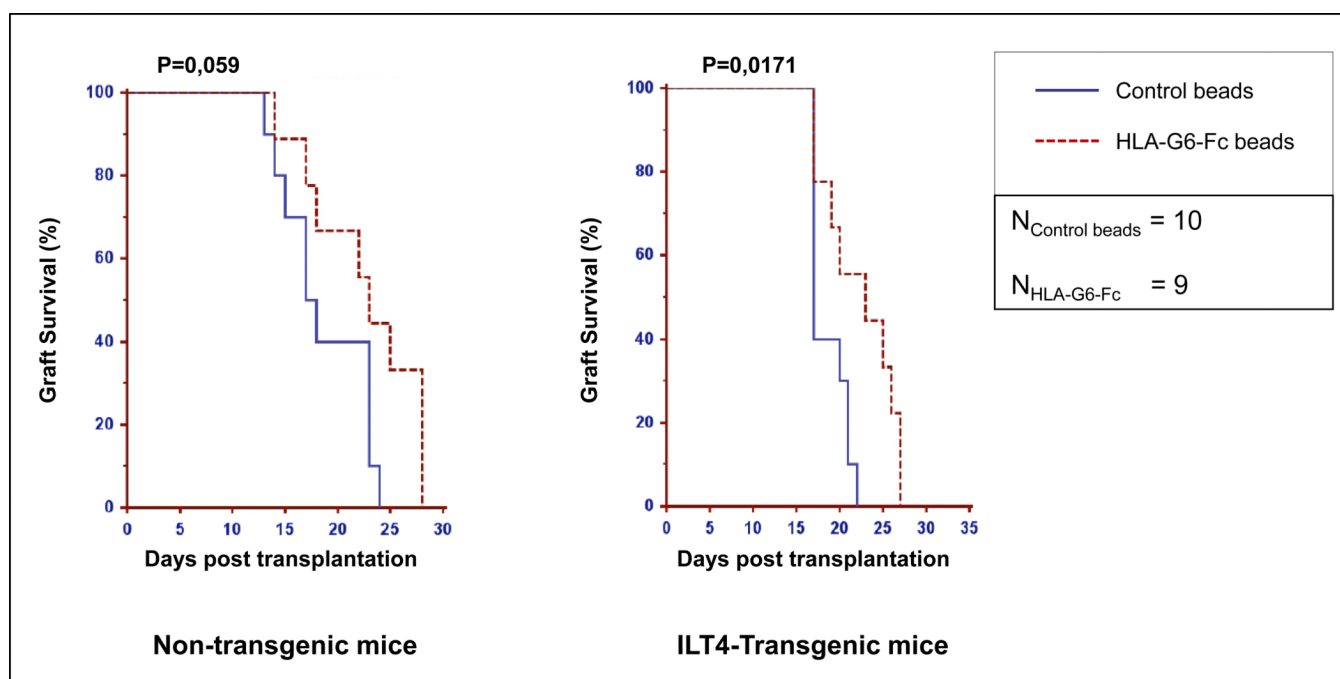 P=0,059
100
80
60
40
20
0
Graft Survival (%)
0 5 10 15 20 25 30
Days post transplantation
Non-transgenic mice
P=0,0171
100
80
60
40
20
0
Graft Survival (%)
0 5 10 15 20 25 30 35
Days post transplantation
ILT4-Transgenic mice
Control beads
HLA-G6-Fc beads
NControl beads = 10
NHLA-G6-Fc = 9